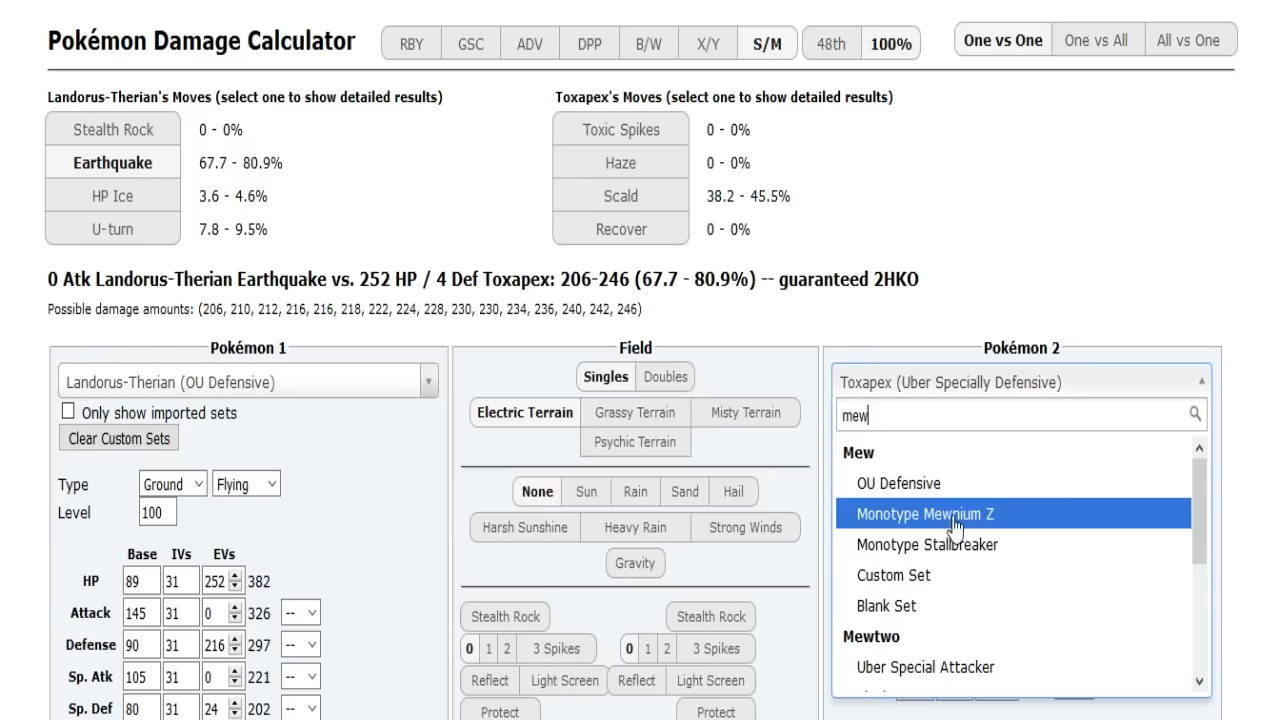 Pokémon Damage Calculator RBY GSC ADV DPP B/W X/Y S/M 48th 100% One vs One One vs All All vs One
Landorus-Therian's Moves (select one to show detailed results) Toxapex's Moves (select one to show detailed results)
Stealth Rock 0 - 0% Toxic Spikes 0 - 0%
Earthquake 67.7 - 80.9% Haze 0 - 0%
HP Ice 3.6 - 4.6% Scald 38.2 - 45.5%
U-turn 7.8 - 9.5% Recover 0 - 0%
0 Atk Landorus-Therian Earthquake vs. 252 HP / 4 Def Toxapex: 206-246 (67.7 - 80.9%) -- guaranteed 2HKO
Possible damage amounts: (206, 210, 212, 216, 216, 218, 222, 224, 228, 230, 230, 234, 236, 240, 242, 246)
Pokémon 1
Landorus-Therian (OU Defensive)
Only show imported sets
Clear Custom Sets
Type Ground Flying
Level 100
Base IVs EVs
HP 89 31 252 382
Attack 145 31 0 326 --
Defense 90 31 216 297 --
Sp. Atk 105 31 0 221 --
Sp. Def 80 31 24 202 --
Field
Singles Doubles
Electric Terrain Grassy Terrain Misty Terrain
Psychic Terrain
None Sun Rain Sand Hail
Harsh Sunshine Heavy Rain Strong Winds
Gravity
Stealth Rock Stealth Rock
0 1 2 3 Spikes 0 1 2 3 Spikes
Reflect Light Screen Reflect Light Screen
Protect Protect
Pokémon 2
Toxapex (Uber Specially Defensive)
mew
Mew
OU Defensive
Monotype Mewnium Z
Monotype Stallbreaker
Custom Set
Blank Set
Mewtwo
Uber Special Attacker